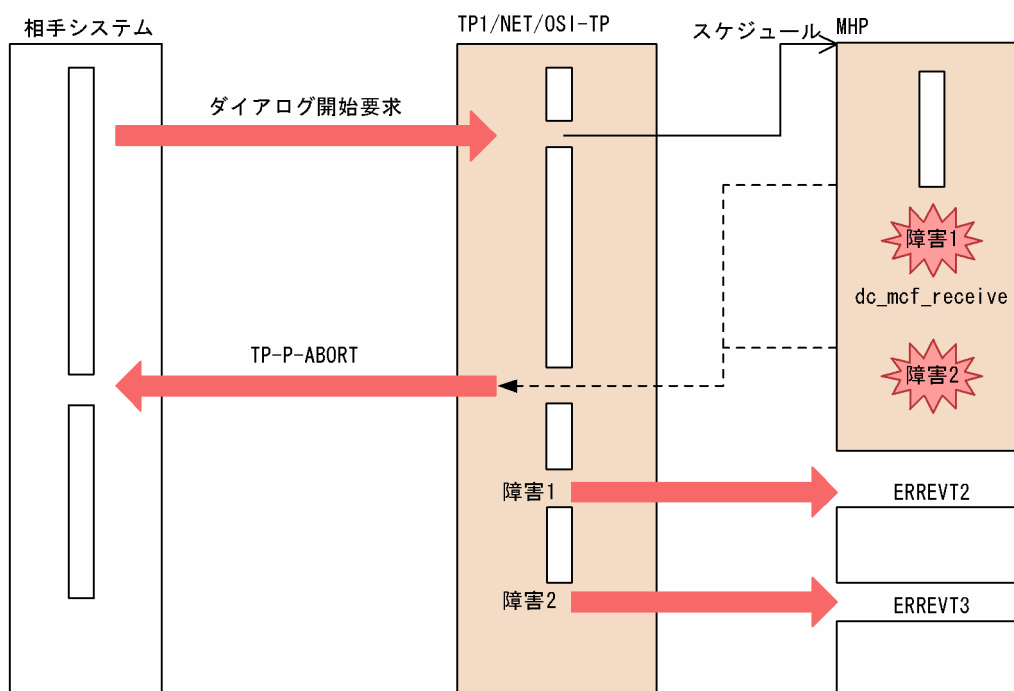 相手システム
TP1/NET/OSI-TP
スケジュール
MHP
ダイアログ開始要求
障害1
dc_mcf_receive
TP-P-ABORT
障害2
障害1
ERREVT2
障害2
ERREVT3